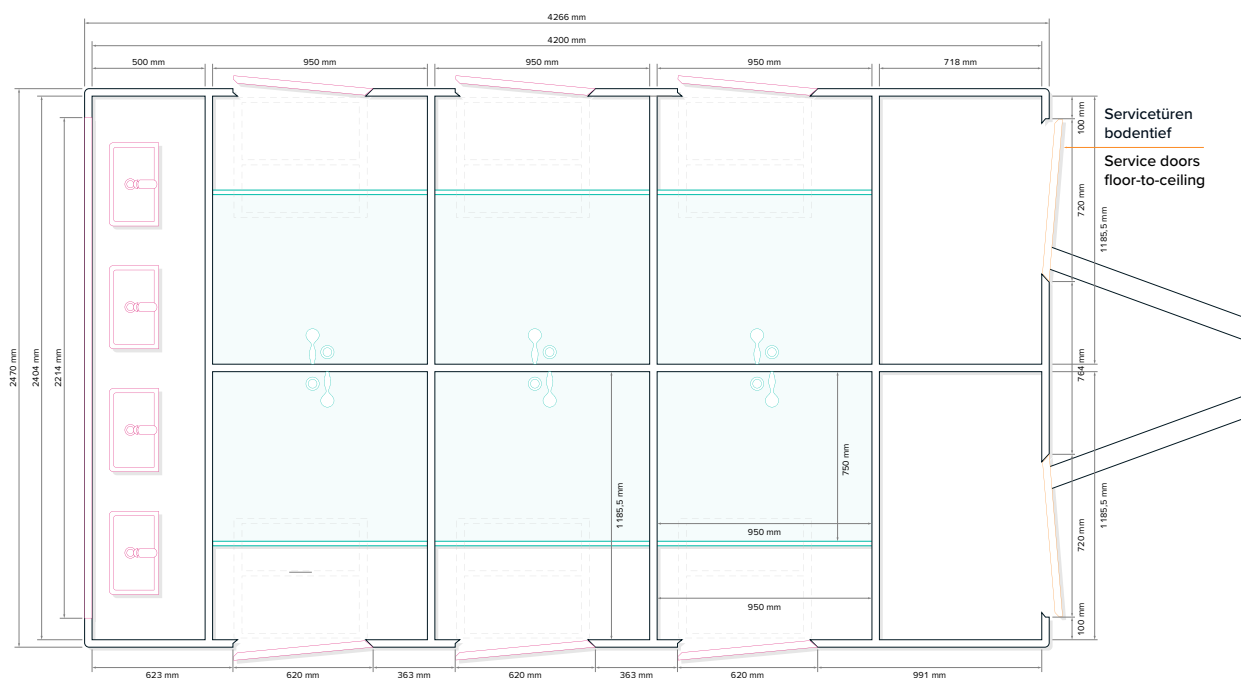 4266 mm
4200 mm
500 mm
950 mm
950 mm
950 mm
718 mm
Servicetüren
bodentief
Service doors
floor-to-ceiling
100 mm
720 mm
1185,5 mm
764 mm
2470 mm
2404 mm
2214 mm
1185,5 mm
750 mm
950 mm
950 mm
720 mm
1185,5 mm
100 mm
623 mm
620 mm
363 mm
620 mm
363 mm
620 mm
991 mm